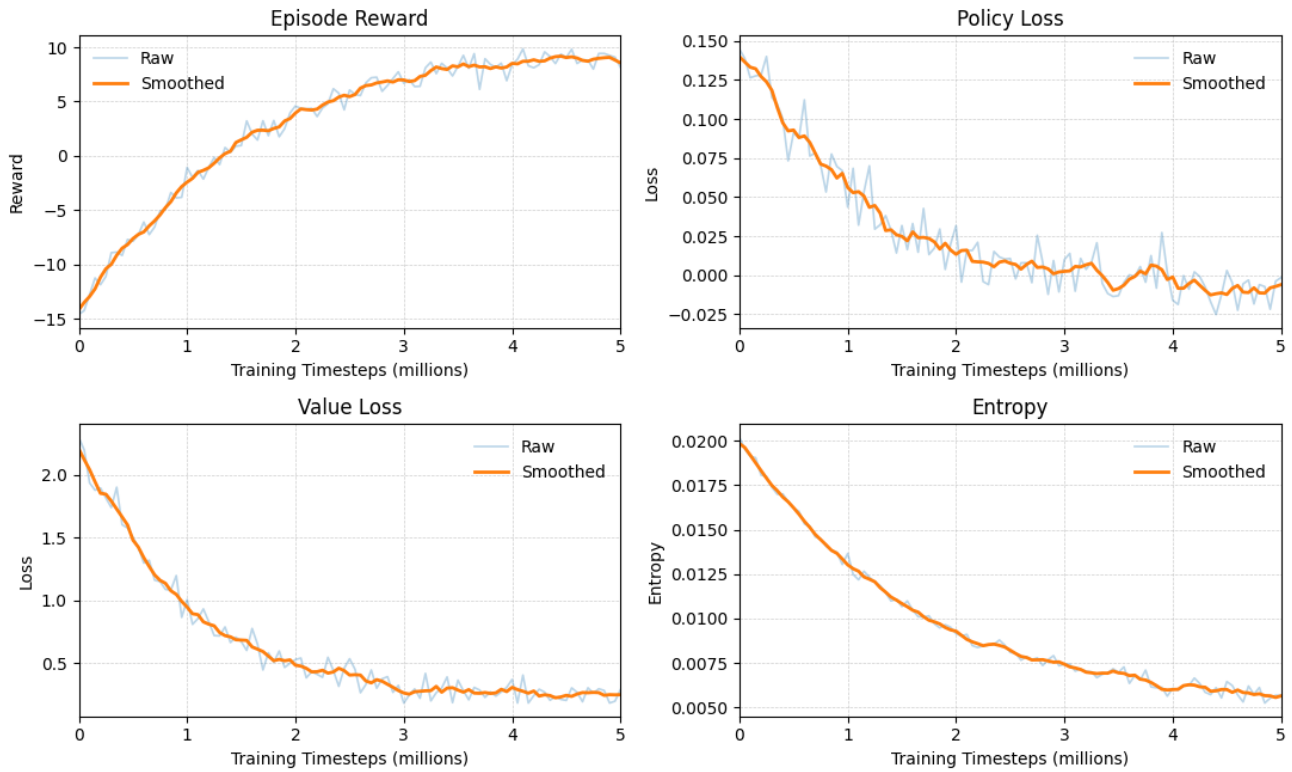 Episode Reward
Reward
10
5
0
−5
−10
−15
Raw
Smoothed
0 1 2 3 4 5
Training Timesteps (millions)
Policy Loss
Loss
0.150
0.125
0.100
0.075
0.050
0.025
0.000
−0.025
Raw
Smoothed
0 1 2 3 4 5
Training Timesteps (millions)
Value Loss
Loss
2.0
1.5
1.0
0.5
Raw
Smoothed
0 1 2 3 4 5
Training Timesteps (millions)
Entropy
Entropy
0.0200
0.0175
0.0150
0.0125
0.0100
0.0075
0.0050
Raw
Smoothed
0 1 2 3 4 5
Training Timesteps (millions)